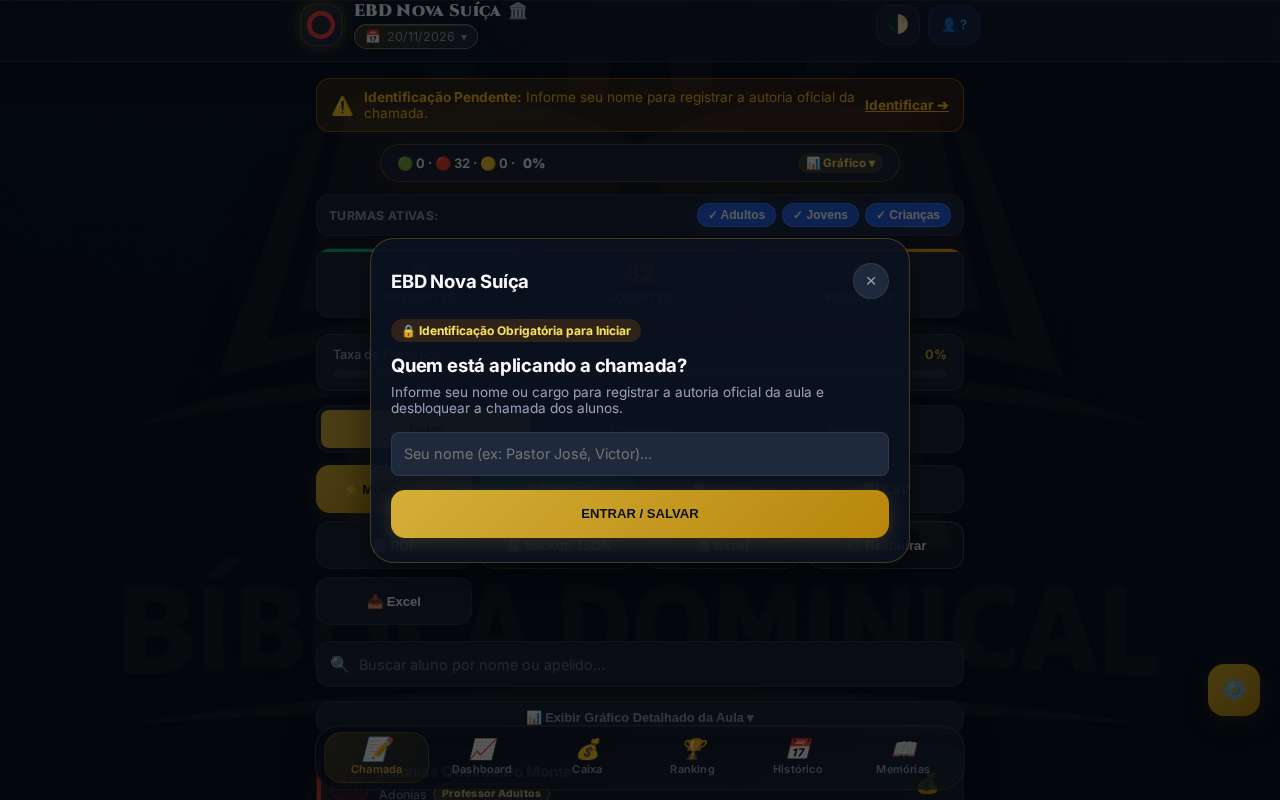 EBD Nova Suíça 🏛️
📅 20/11/2026 ▾
👤 ?
⚠️ Identificação Pendente: Informe seu nome para registrar a autoria oficial da
chamada.
Identificar ➔
🟢 0 · 🔴 32 · 🟡 0 · 0%
📊 Gráfico ▾
TURMAS ATIVAS:
✓ Adultos
✓ Jovens
✓ Crianças
EBD Nova Suíça
✕
🔒 Identificação Obrigatória para Iniciar
Quem está aplicando a chamada?
0%
Informe seu nome ou cargo para registrar a autoria oficial da aula e
desbloquear a chamada dos alunos.
Seu nome (ex: Pastor José, Victor)...
ENTRAR / SALVAR
📥 Excel
BÍBLICA DOMINICAL
🔍 Buscar aluno por nome ou apelido...
📊 Exibir Gráfico Detalhado da Aula ▾
📝 Chamada
📈 Dashboard
💰 Caixa
🏆 Ranking
📅 Histórico
📖 Memórias
Adonias
Professor Adultos